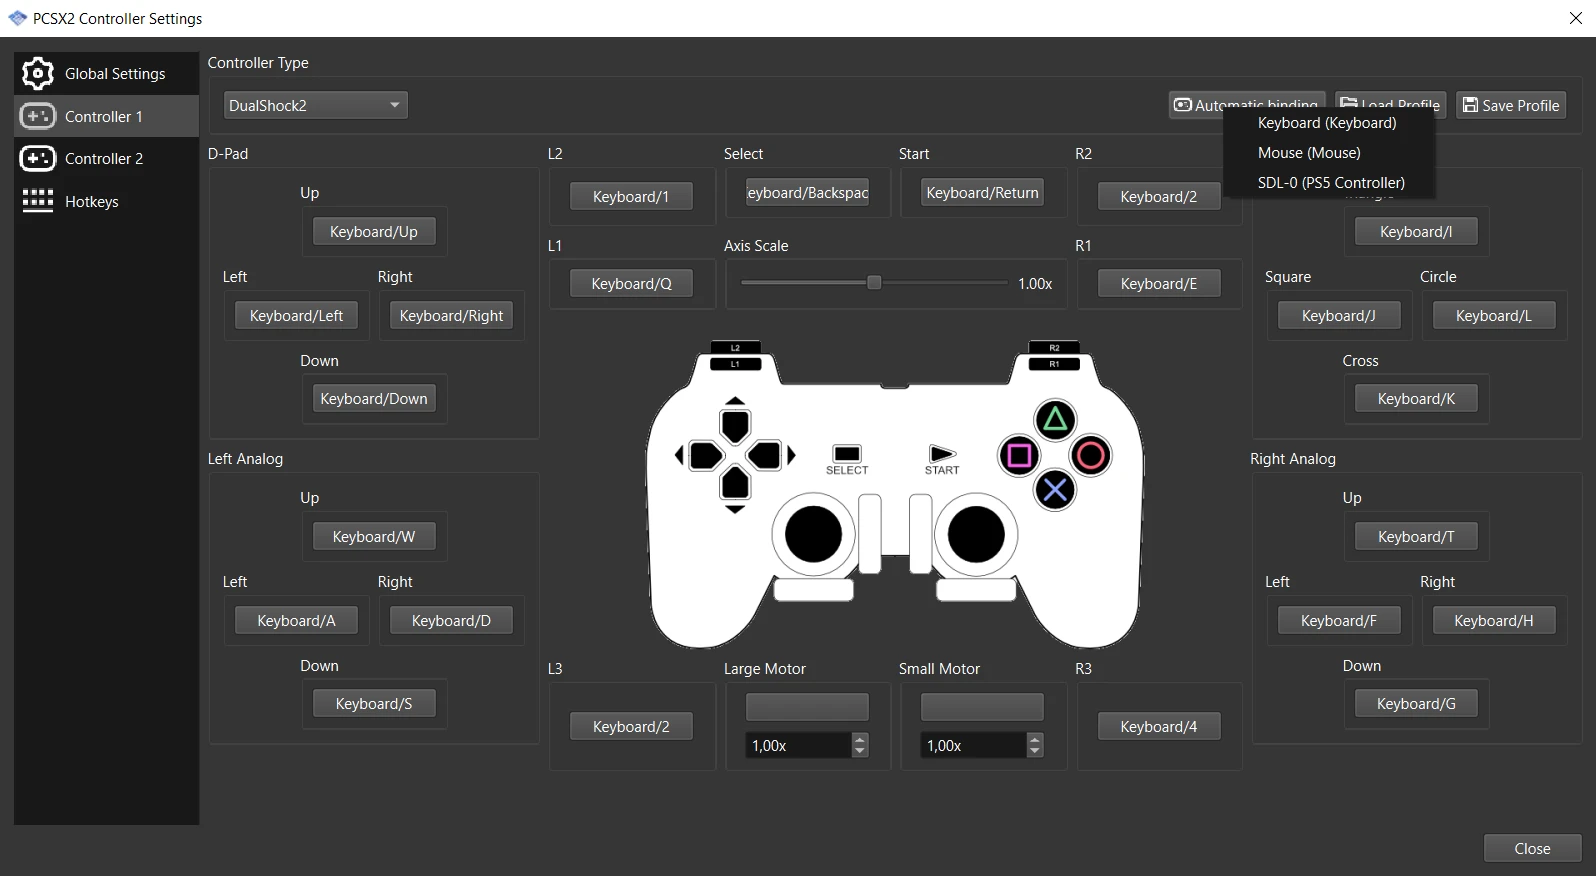 PCSX2 Controller Settings
Global Settings
Controller 1
Controller 2
Hotkeys
Controller Type
DualShock2
Automatic binding
Load Profile
Save Profile
Keyboard (Keyboard)
Mouse (Mouse)
SDL-0 (PS5 Controller)
D-Pad
Up
Keyboard/Up
Left
Keyboard/Left
Right
Keyboard/Right
Down
Keyboard/Down
Left Analog
Up
Keyboard/W
Left
Keyboard/A
Right
Keyboard/D
Down
Keyboard/S
L2
Keyboard/1
Select
eyboard/Backspac
Start
Keyboard/Return
R2
Keyboard/2
L1
Keyboard/Q
Axis Scale
1.00x
R1
Keyboard/E
L2
L1
R2
R1
SELECT
START
L3
Keyboard/2
Large Motor
1,00x
Small Motor
1,00x
R3
Keyboard/4
Keyboard/I
Square
Keyboard/J
Circle
Keyboard/L
Cross
Keyboard/K
Right Analog
Up
Keyboard/T
Left
Keyboard/F
Right
Keyboard/H
Down
Keyboard/G
Close